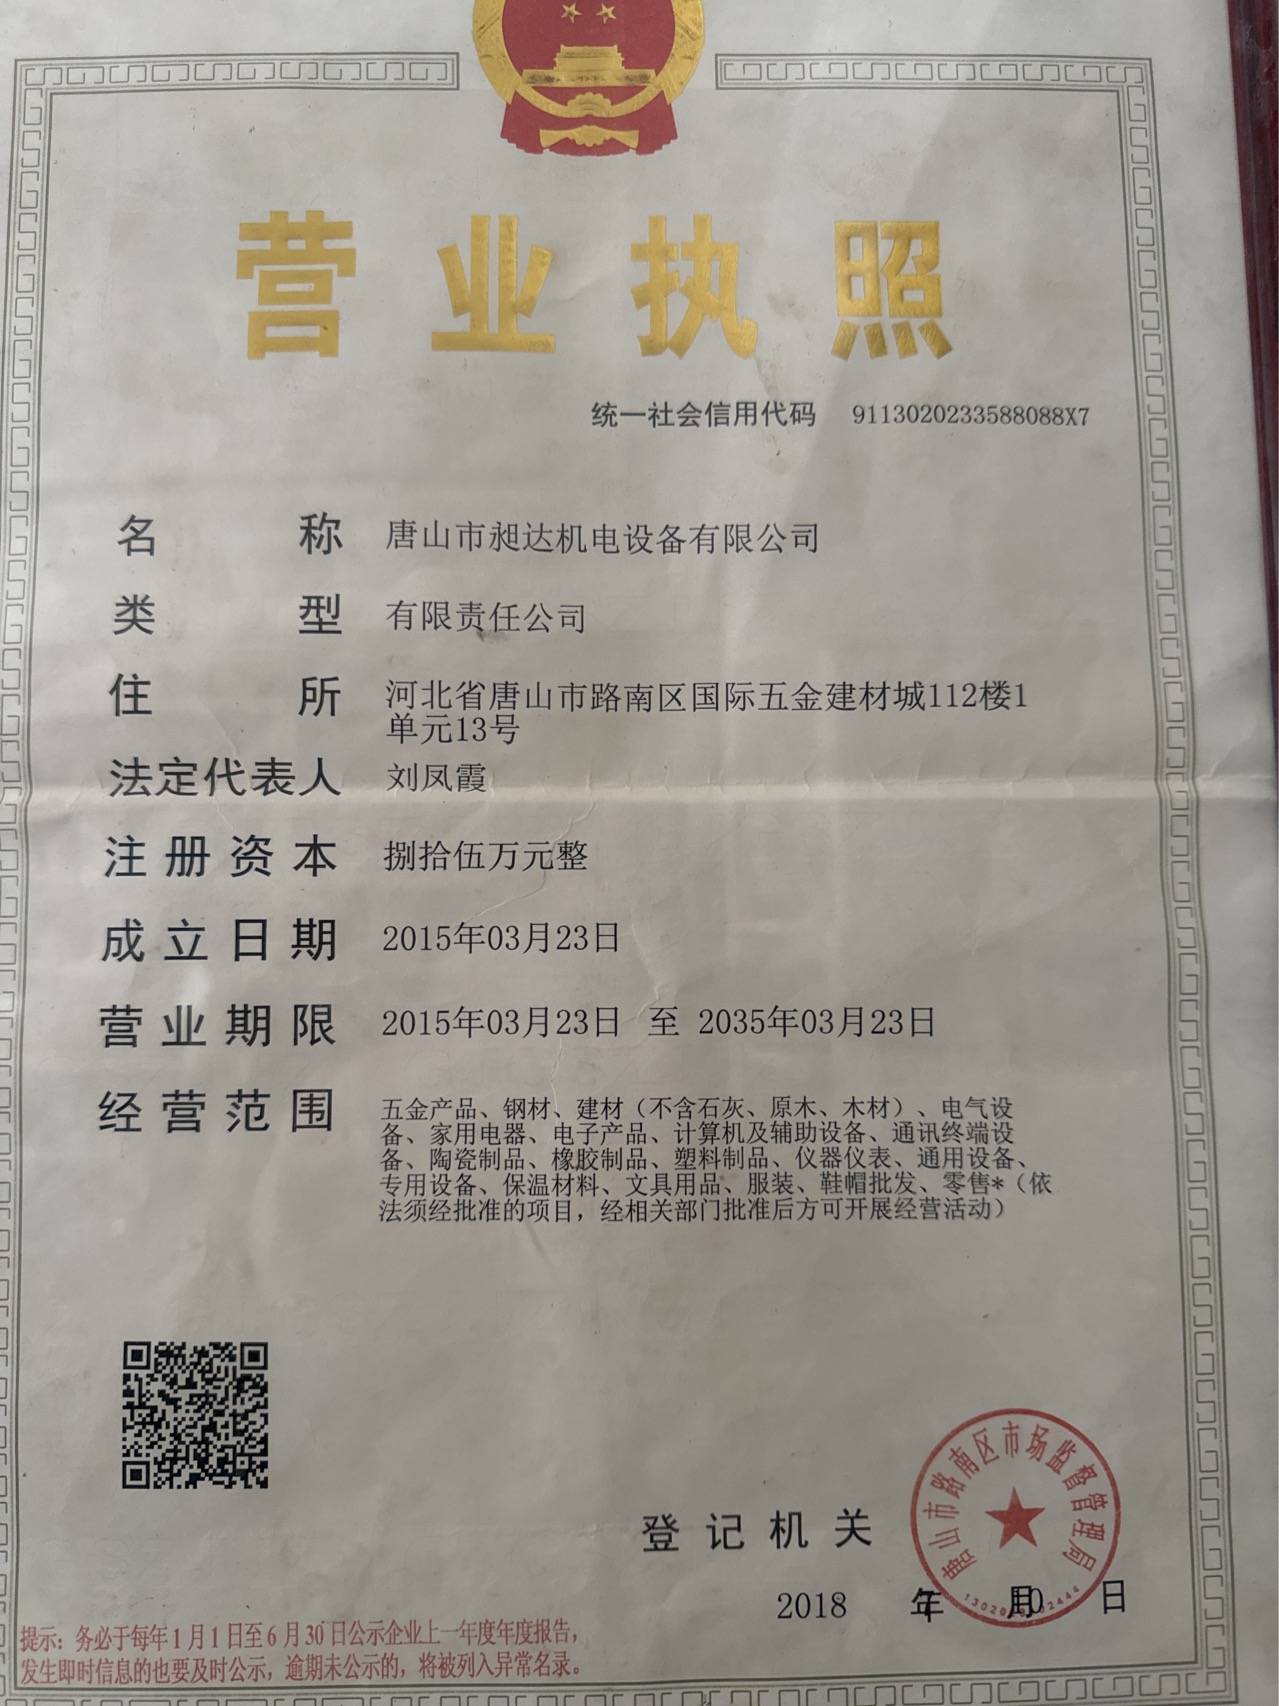 营业执照
统一社会信用代码 9113020233588088X7
名称 唐山市昶达机电设备有限公司
类型 有限责任公司
住所 河北省唐山市路南区国际五金建材城112楼1
单元13号
法定代表人 刘凤霞
注册资本 捌拾伍万元整
成立日期 2015年03月23日
营业期限 2015年03月23日 至 2035年03月23日
经营范围 五金产品、钢材、建材（不含石灰、原木、木材）、电气设
备、家用电器、电子产品、计算机及辅助设备、通讯终端设
备、陶瓷制品、橡胶制品、塑料制品、仪器仪表、通用设备、
专用设备、保温材料、文具用品、服装、鞋帽批发、零售*（依
法须经批准的项目，经相关部门批准后方可开展经营活动）
唐山市路南区市场监督管理局
登记机关
2018 年 7 月 10 日
提示：务必于每年1月1日至6月30日公示企业上一年度年度报告，
发生即时信息的也要及时公示，逾期未公示的，将被列入异常名录。